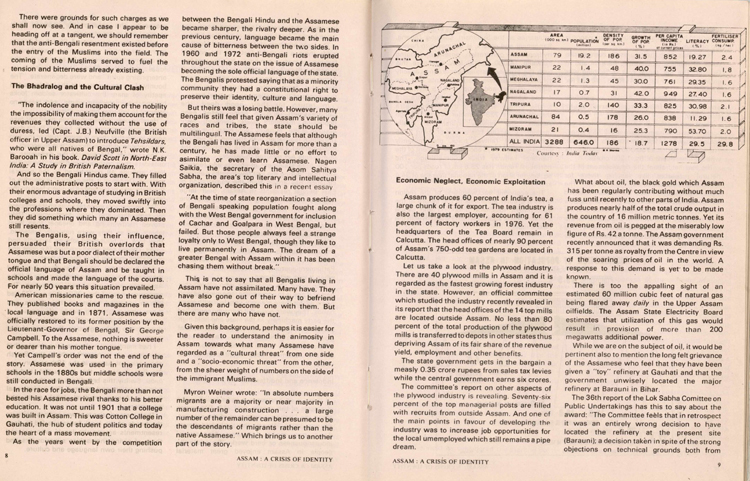 There were grounds for such charges as we
shall now see. And in case I appear to be
heading off at a tangent, we should remember
that the anti-Bengali resentment existed before
the entry of the Muslims into the field. The
coming of the Muslims served to fuel the
tension and bitterness already existing.
The Bhadralog and the Cultural Clash
"The indolence and incapacity of the nobility
the impossibility of making them account for the
revenues they collected without the use of
duress, led (Capt. J.B.) Neufville (the British
officer in Upper Assam) to introduce Tehsildars,
who were all natives of Bengal," wrote N.K.
Barooah in his book. David Scott in North-East
India: A Study in British Paternalism.
And so the Bengali Hindus came. They filled
out the administrative posts to start with. With
their enormous advantage of studying in British
colleges and schools, they moved swiftly into
the professions where they dominated. Then
they did something which many an Assamese
still resents.
The Bengalis, using their influence,
persuaded their British overlords that
Assamese was but a poor dialect of their mother
tongue and that Bengali should be declared the
official language of Assam and be taught in
schools and made the language of the courts.
For nearly 50 years this situation prevailed.
American missionaries came to the rescue.
They published books and magazines in the
local language and in 1871, Assamese was
officially restored to its former position by the
Lieutenant-Governor of Bengal, Sir George
Campbell. To the Assamese, nothing is sweeter
or dearer than his mother tongue.
Yet Campell's order was not the end of the
story. Assamese was used in the primary
schools in the 1880s but middle schools were
still conducted in Bengali.
In the race for jobs, the Bengali more than not
bested his Assamese rival thanks to his better
education. It was not until 1901 that a college
was built in Assam. This was Cotton College in
Gauhati, the hub of student politics and today
the heart of a mass movement.
As the years went by the competition
8
between the Bengali Hindu and the Assamese
became sharper, the rivalry deeper. As in the
previous century, language became the main
cause of bitterness between the two sides. In
1960 and 1972 anti-Bengali riots erupted
throughout the state on the issue of Assamese
becoming the sole official language of the state.
The Bengalis protested saying that as a minority
community they had a constitutional right to
preserve their identity, culture and language.
But theirs was a losing battle. However, many
Bengalis still feel that given Assam's variety of
races and tribes, the state should be
multilingual. The Assamese feels that although
the Bengali has lived in Assam for more than a
century, he has made little or no effort to
asimilate or even learn Assamese. Nagen
Saikia, the secretary of the Asom Sahitya
Sabha, the area's top literary and intellectual
organization, described this in a recent essay
"At the time of state reorganization a section
of Bengali speaking population fought along
with the West Bengal government for inclusion
of Cachar and Goalpara in West Bengal, but
failed. But those people always feel a strange
loyalty only to West Bengal, though they like to
live permanently in Assam. The dream of a
greater Bengal with Assam within it has been
chasing them without break."
This is not to say that all Bengalis living in
Assam have not assimilated. Many have. They
have also gone out of their way to befriend
Assamese and become one with them. But
there are many who have not.
Given this background, perhaps it is easier for
the reader to understand the animosity in
Assam towards what many Assamese have
regarded as a "cultural threat" from one side
and a "socio-economic threat" from the other,
from the sheer weight of numbers on the side of
the immigrant Muslims.
Myron Weiner wrote: "In absolute numbers
migrants are a majority or near majority in
manufacturing construction . . . a large
number of the remainder can be presumed to be
the descendants of migrants rather than the
native Assamese." Which brings us to another
part of the story.
ASSAM : A CRISIS OF IDENTITY
CHINA
ARUNACHAL
ASSAM
NAGALAND
MEGHALAYA
MANIPUR
TRIPURA
MIZORAM
BURMA
INDIA
AREA POPULATION DENSITY OF POP GROWTH OF POP PER CAPITA INCOME LITERACY FERTILISER CONSUMP.
ASSAM 79 19.2 186 31.5 852 19.27 2.4
MANIPUR 22 1.4 48 40.0 755 32.80 1.8
MEGHALAYA 22 1.3 45 30.0 761 29.35 1.6
NAGALAND 17 0.7 31 42.0 949 27.40 1.6
TRIPURA 10 2.0 140 33.3 825 30.98 2.1
ARUNACHAL 84 0.5 178 26.0 838 11.29 1.6
MIZORAM 21 0.4 16 25.3 790 53.70 2.0
ALL INDIA 3288 646.0 186 18.7 1278 29.5 29.8
Courtesy : India Today
Economic Neglect, Economic Exploitation
Assam produces 60 percent of India's tea, a
large chunk of it for export. The tea industry is
also the largest employer, accounting for 61
percent of factory workers in 1976. Yet the
headquarters of the Tea Board remain in
Calcutta. The head offices of nearly 90 percent
of Assam's 750-odd tea gardens are located in
Calcutta.
Let us take a look at the plywood industry.
There are 40 plywood mills in Assam and it is
regarded as the fastest growing forest industry
in the state. However, an official committee
which studied the industry recently revealed in
its report that the head offices of the 14 top mills
are located outside Assam. No less than 80
percent of the total production of the plywood
mills is transferred to depots in other states thus
depriving Assam of its fair share of the revenue
yield, employment and other benefits.
The state government gets in the bargain a
measly 0.35 crore rupees from sales tax levies
while the central government earns six crores.
The committee's report on other aspects of
the plywood industry is revealing. Seventy-six
percent of the top managerial posts are filled
with recruits from outside Assam. And one of
the main points in favour of developing the
industry was to increase job opportunities for
the local unemployed which still remains a pipe
dream.
ASSAM : A CRISIS OF IDENTITY
What about oil, the black gold which Assam
has been regularly contributing without much
fuss until recently to other parts of India. Assam
produces nearly half of the total crude output in
the country of 16 million metric tonnes. Yet its
revenue from oil is pegged at the miserably low
figure of Rs. 42 a tonne. The Assam government
recently announced that it was demanding Rs.
315 per tonne as royalty from the Centre in view
of the soaring prices of oil in the world. A
response to this demand is yet to be made
known.
There is too the appalling sight of an
estimated 60 million cubic feet of natural gas
being flared away daily in the Upper Assam
oilfields. The Assam State Electricity Board
estimates that utilization of this gas would
result in provision of more than 200
megawatts additional power.
While we are on the subject of oil, it would be
pertinent also to mention the long felt grievance
of the Assamese who feel that they have been
given a "toy" refinery at Gauhati and that the
government unwisely located the major
refinery at Barauni in Bihar.
The 36th report of the Lok Sabha Comittee on
Public Undertakings has this to say about the
award: "The Committee feels that in retrospect
it was an entirely wrong decision to have
located the refinery at the present site
(Barauni); a decision taken in spite of the strong
objections on technical grounds both from
9